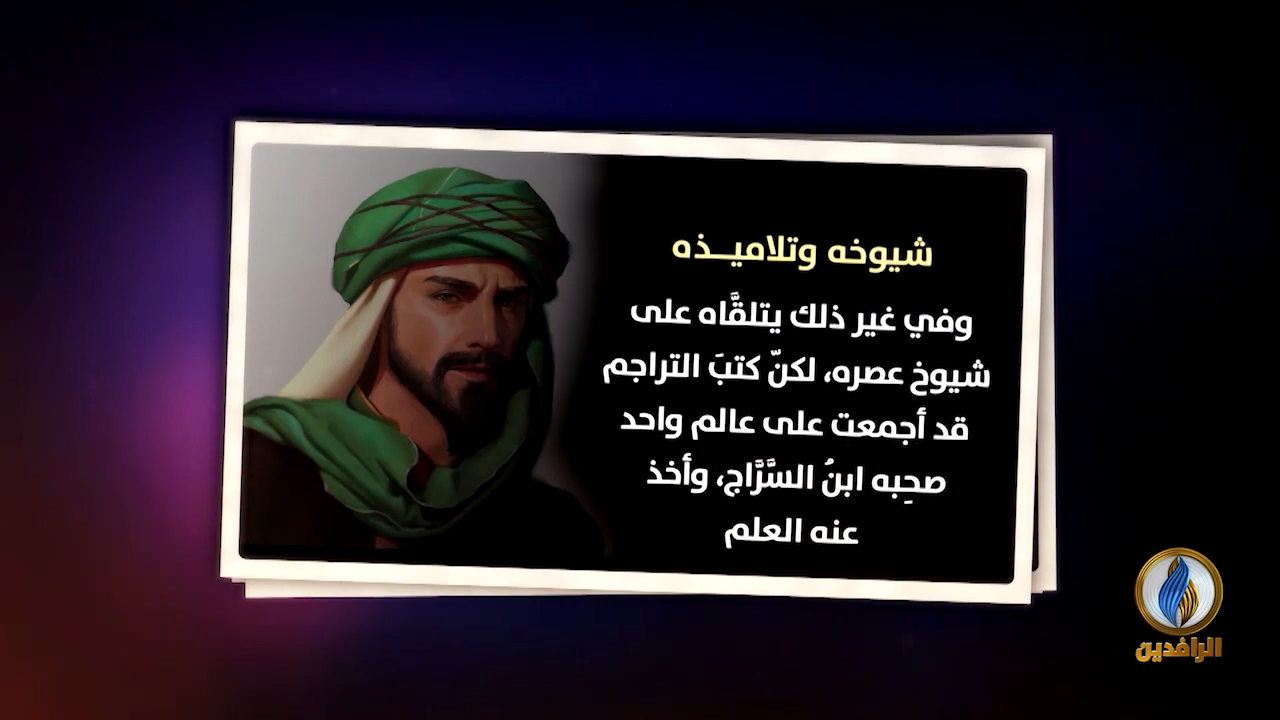 شيوخه وتلاميــذه
وفي غير ذلك يتلقَّاه على
شيوخ عصره، لكنّ كتبَ التراجم
قد أجمعت على عالم واحد
صحِبه ابنُ السَّرَّاج، وأخذ
عنه العلم
الرافدين